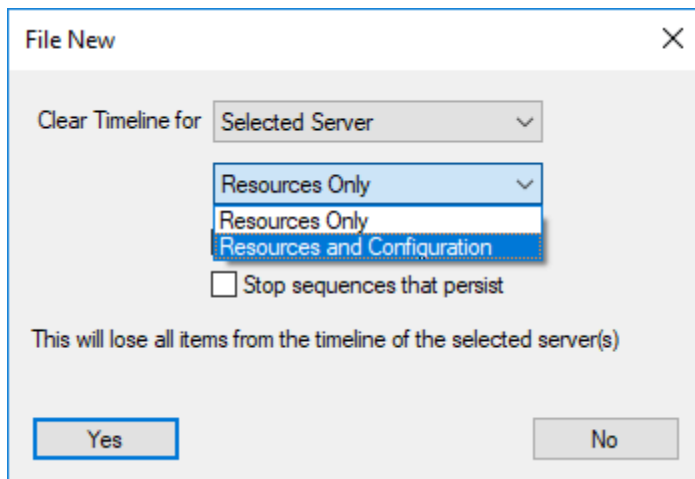 File New
Clear Timeline for Selected Server
Resources Only
Resources Only
Resources and Configuration
Stop sequences that persist
This will lose all items from the timeline of the selected server(s)
Yes No